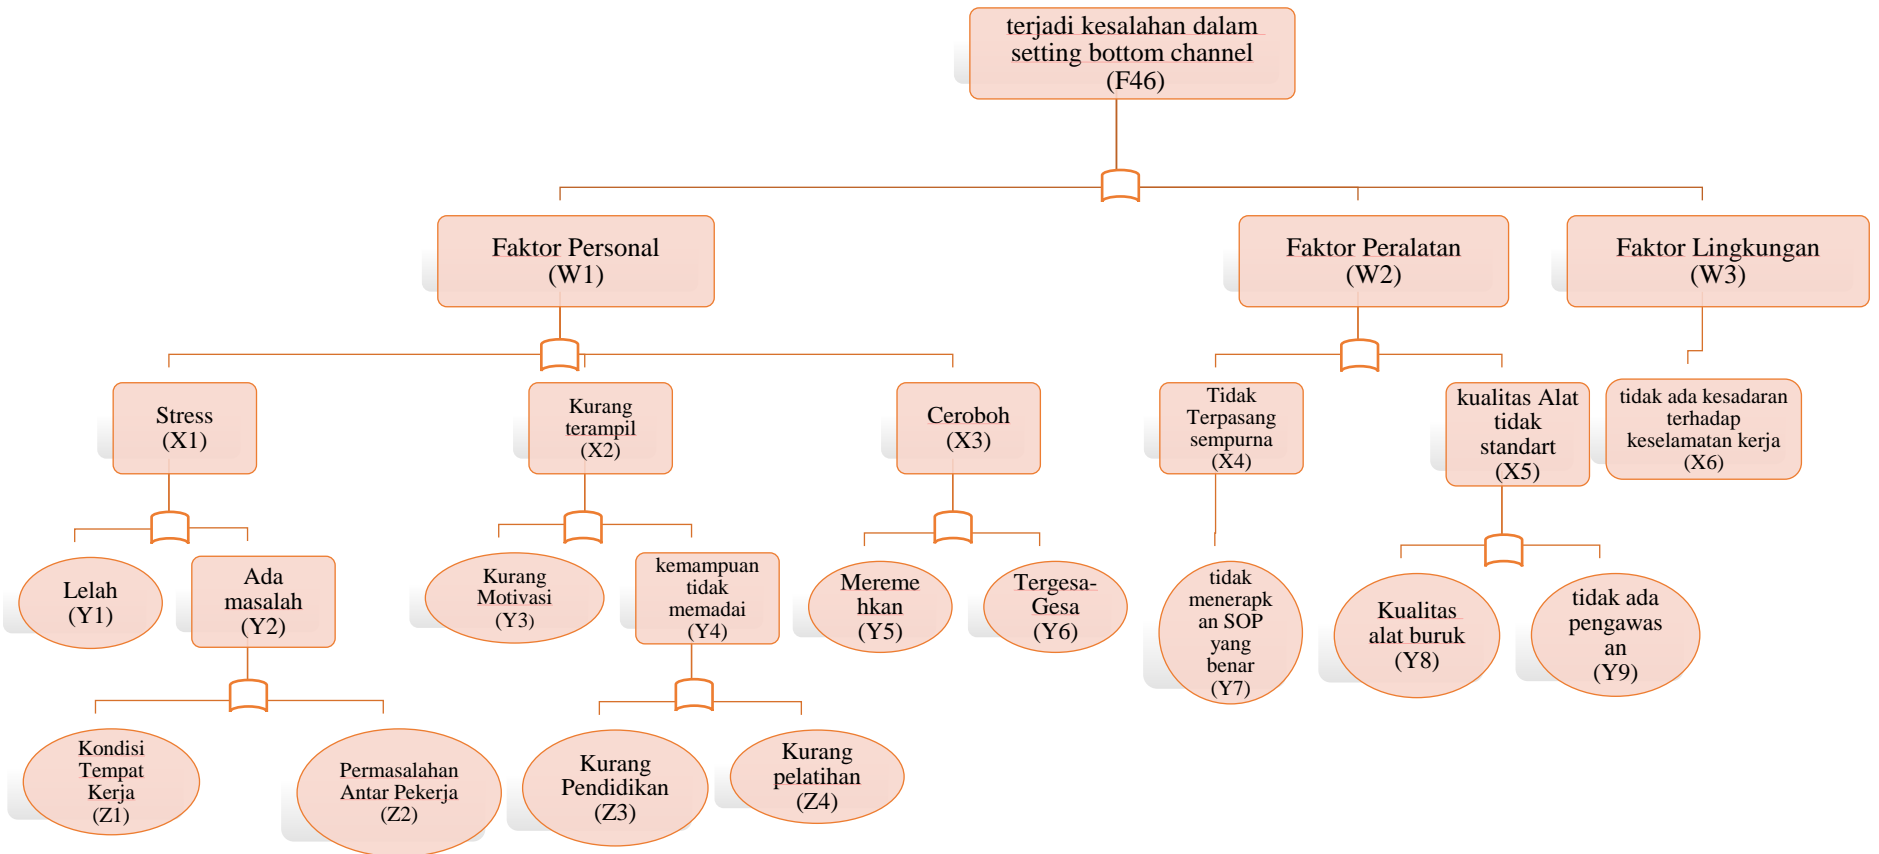 terjadi kesalahan dalam
setting bottom channel
(F46)
Faktor Personal
(W1)
Faktor Peralatan
(W2)
Faktor Lingkungan
(W3)
Stress
(X1)
Kurang
terampil
(X2)
Ceroboh
(X3)
Tidak
Terpasang
sempurna
(X4)
kualitas Alat
tidak
standart
(X5)
tidak ada kesadaran
terhadap
keselamatan kerja
(X6)
Lelah
(Y1)
Ada
masalah
(Y2)
Kurang
Motivasi
(Y3)
kemampuan
tidak
memadai
(Y4)
Mereme
hkan
(Y5)
Tergesa-
Gesa
(Y6)
tidak
menerapk
an SOP
yang
benar
(Y7)
Kualitas
alat buruk
(Y8)
tidak ada
pengawas
an
(Y9)
Kondisi
Tempat
Kerja
(Z1)
Permasalahan
Antar Pekerja
(Z2)
Kurang
Pendidikan
(Z3)
Kurang
pelatihan
(Z4)